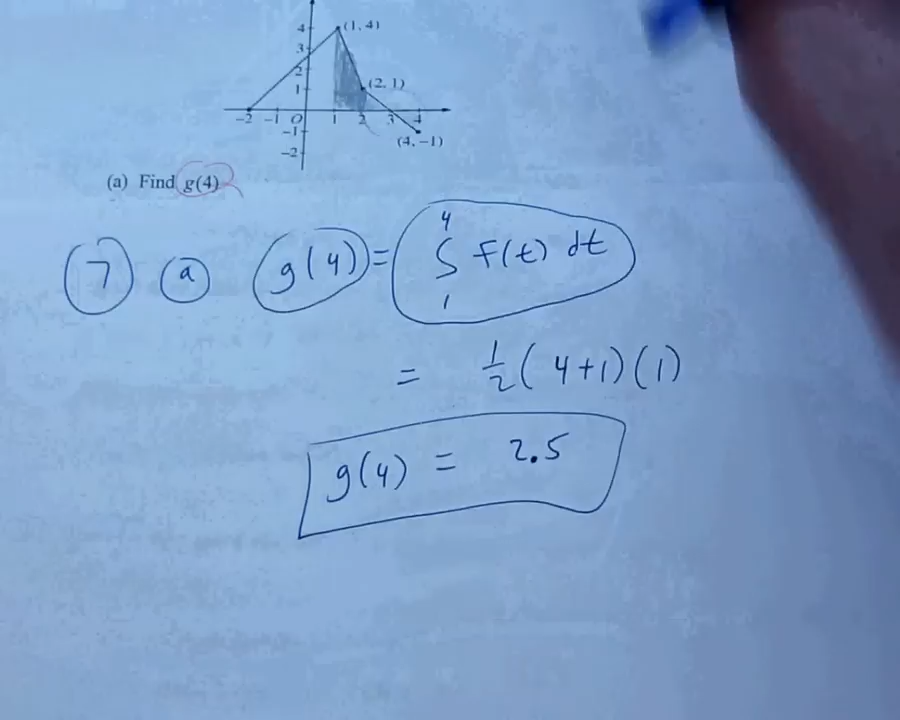 4 (1, 4)
3
2
1 (2, 1)
-2 -1 O 1 2 3 4
-1
(4, -1)
-2
(a) Find g(4)
7 a g(4) = ∫₁⁴ f(t) dt
= 1/2 (4+1)(1)
g(4) = 2.5